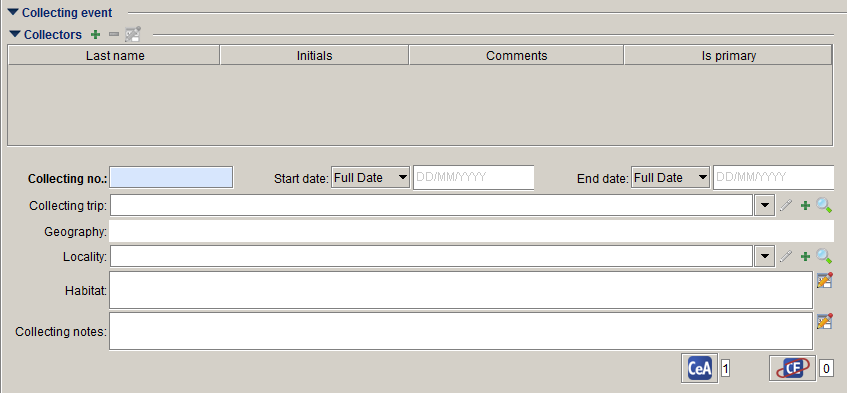 Collecting event
Collectors
Last name Initials Comments Is primary
Collecting no.: Start date: Full Date DD/MM/YYYY End date: Full Date DD/MM/YYYY
Collecting trip:
Geography:
Locality:
Habitat:
Collecting notes:
CeA 1 CE 0